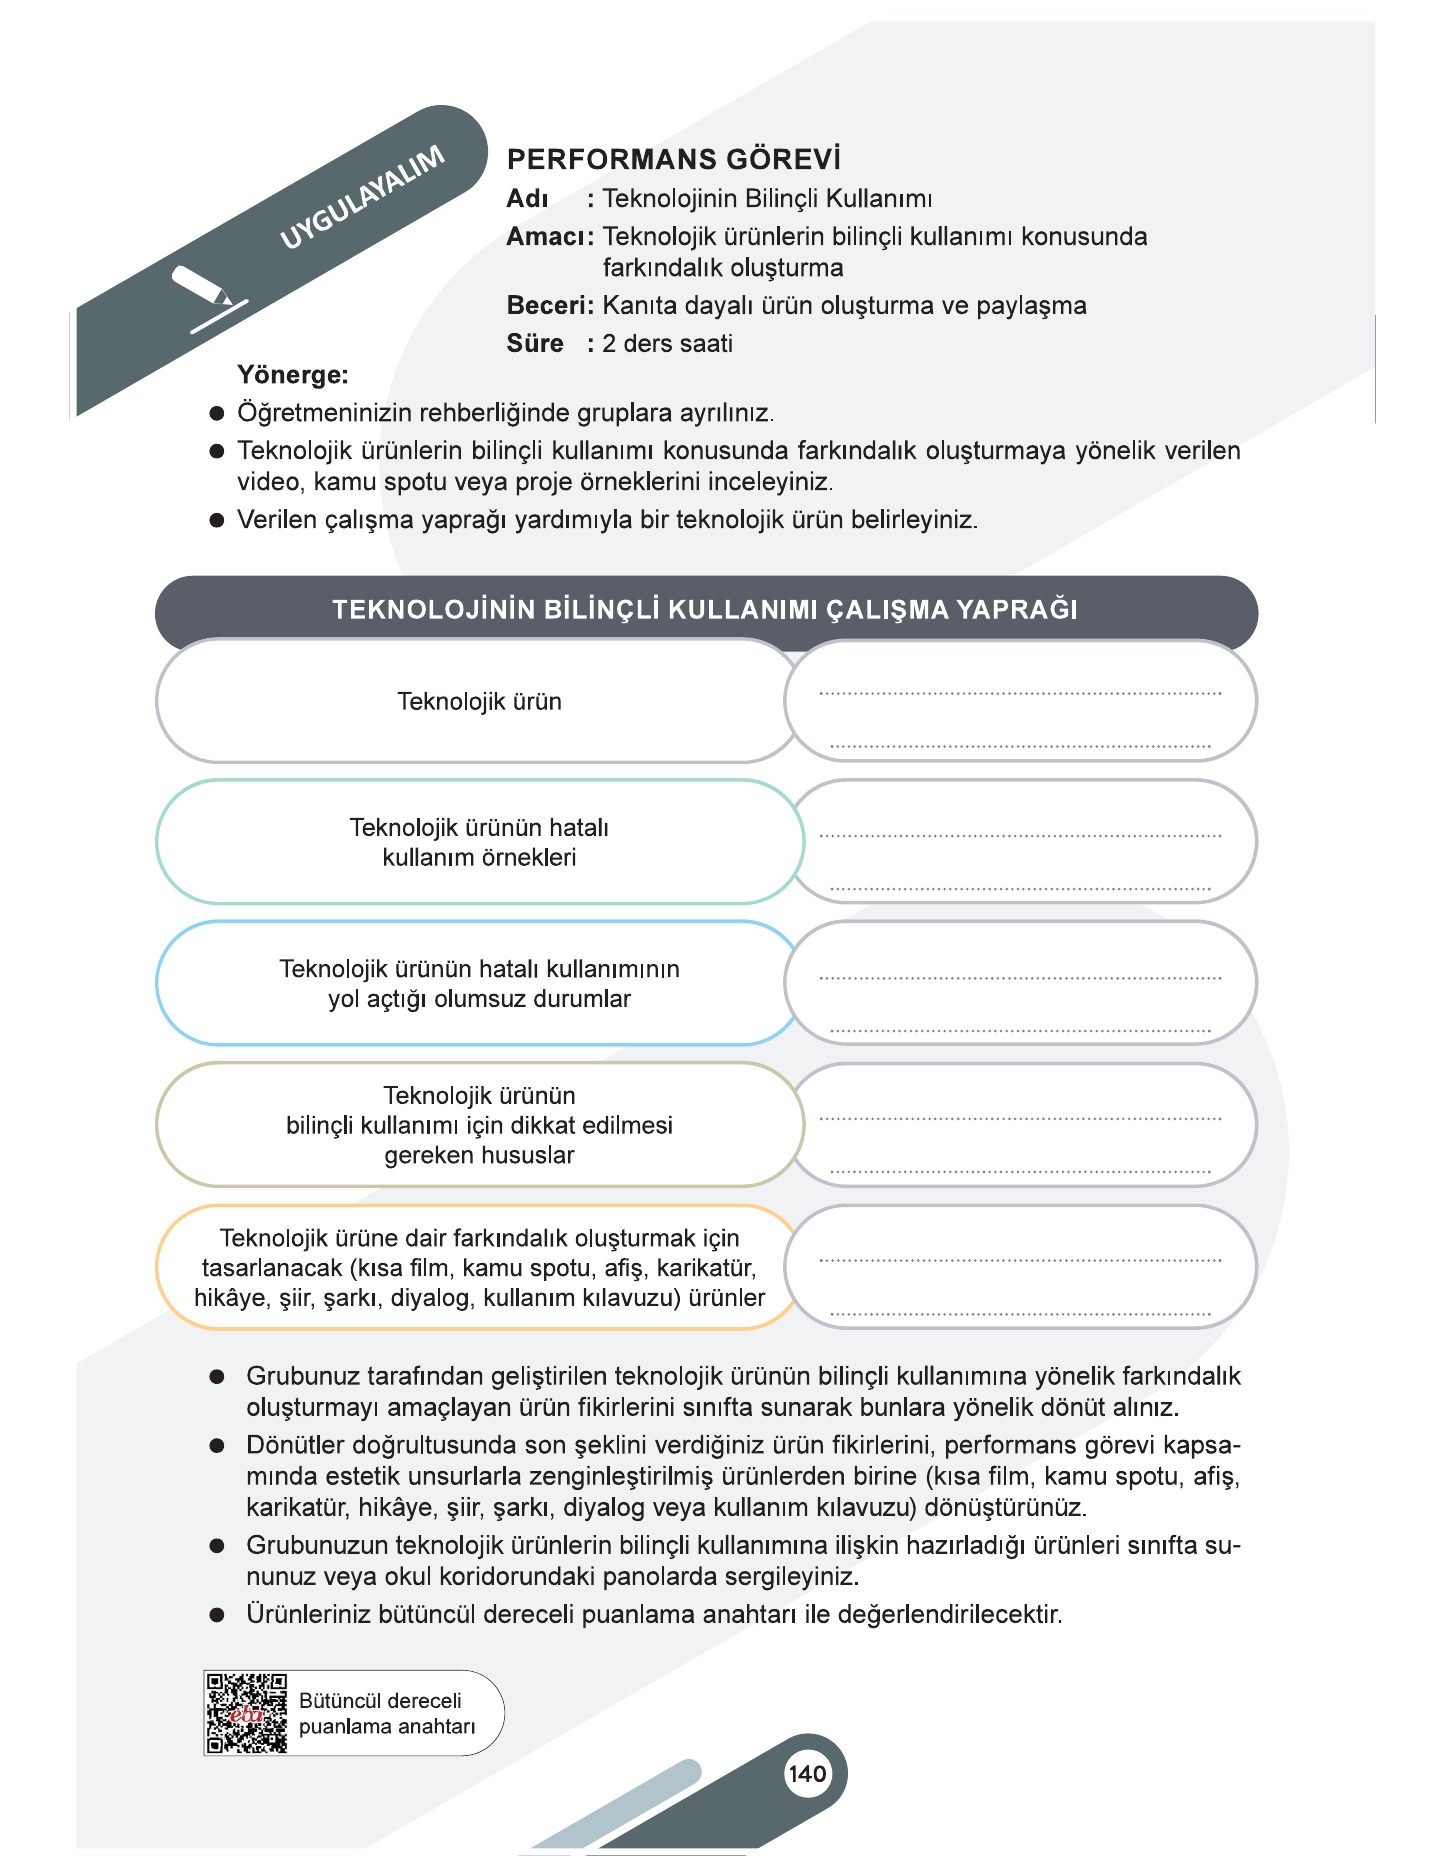 UYGULAYALIM
PERFORMANS GÖREVİ
Adı : Teknolojinin Bilinçli Kullanımı
Amacı: Teknolojik ürünlerin bilinçli kullanımı konusunda
farkındalık oluşturma
Beceri: Kanıta dayalı ürün oluşturma ve paylaşma
Süre : 2 ders saati
Yönerge:
● Öğretmeninizin rehberliğinde gruplara ayrılınız.
● Teknolojik ürünlerin bilinçli kullanımı konusunda farkındalık oluşturmaya yönelik verilen
video, kamu spotu veya proje örneklerini inceleyiniz.
● Verilen çalışma yaprağı yardımıyla bir teknolojik ürün belirleyiniz.
TEKNOLOJİNİN BİLİNÇLİ KULLANIMI ÇALIŞMA YAPRAĞI
Teknolojik ürün
Teknolojik ürünün hatalı
kullanım örnekleri
Teknolojik ürünün hatalı kullanımının
yol açtığı olumsuz durumlar
Teknolojik ürünün
bilinçli kullanımı için dikkat edilmesi
gereken hususlar
Teknolojik ürüne dair farkındalık oluşturmak için
tasarlanacak (kısa film, kamu spotu, afiş, karikatür,
hikâye, şiir, şarkı, diyalog, kullanım kılavuzu) ürünler
● Grubunuz tarafından geliştirilen teknolojik ürünün bilinçli kullanımına yönelik farkındalık
oluşturmayı amaçlayan ürün fikirlerini sınıfta sunarak bunlara yönelik dönüt alınız.
● Dönütler doğrultusunda son şeklini verdiğiniz ürün fikirlerini, performans görevi kapsa-
mında estetik unsurlarla zenginleştirilmiş ürünlerden birine (kısa film, kamu spotu, afiş,
karikatür, hikâye, şiir, şarkı, diyalog veya kullanım kılavuzu) dönüştürünüz.
● Grubunuzun teknolojik ürünlerin bilinçli kullanımına ilişkin hazırladığı ürünleri sınıfta su-
nunuz veya okul koridorundaki panolarda sergileyiniz.
● Ürünleriniz bütüncül dereceli puanlama anahtarı ile değerlendirilecektir.
eba
Bütüncül dereceli
puanlama anahtarı
140